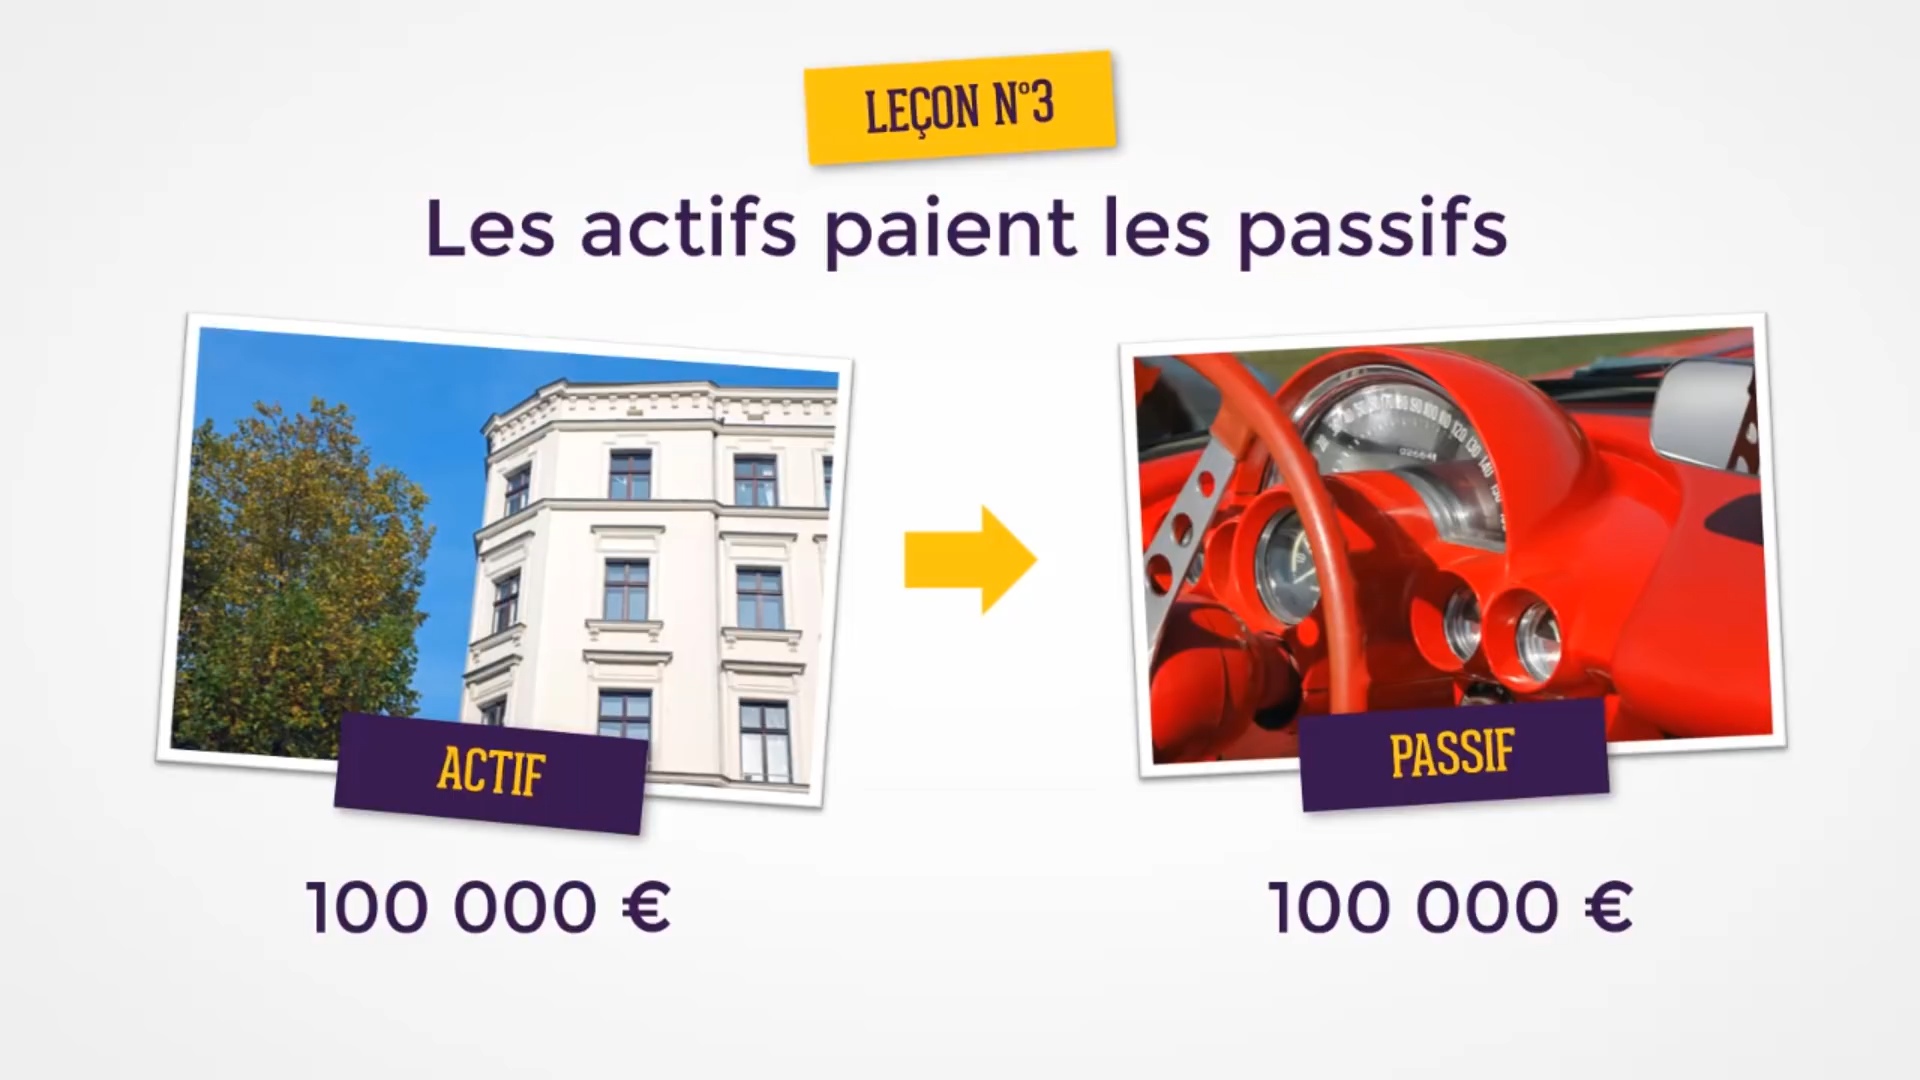 LEÇON N°3
Les actifs paient les passifs
ACTIF
PASSIF
100 000 €
100 000 €